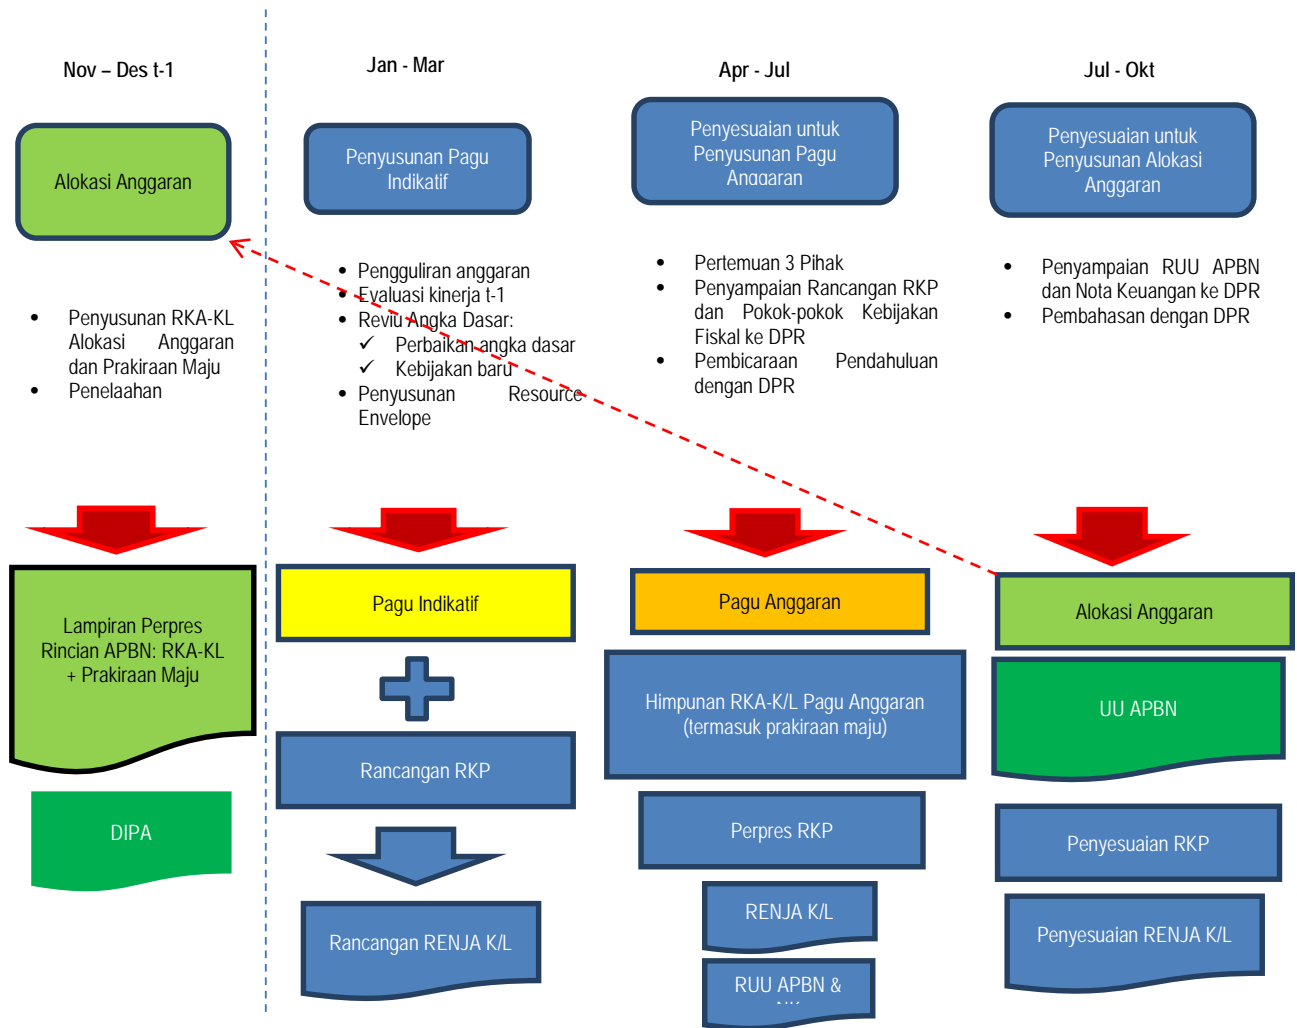 Nov – Des t-1
Alokasi Anggaran
• Penyusunan RKA-KL
Alokasi Anggaran
dan Prakiraan Maju
• Penelaahan
Lampiran Perpres
Rincian APBN: RKA-KL
+ Prakiraan Maju
DIPA
Jan - Mar
Penyusunan Pagu
Indikatif
• Pengguliran anggaran
• Evaluasi kinerja t-1
• Reviu Angka Dasar:
✓ Perbaikan angka dasar
✓ Kebijakan baru
• Penyusunan Resource
Envelope
Pagu Indikatif
Rancangan RKP
Rancangan RENJA K/L
Apr - Jul
Penyesuaian untuk
Penyusunan Pagu
Anggaran
• Pertemuan 3 Pihak
• Penyampaian Rancangan RKP
dan Pokok-pokok Kebijakan
Fiskal ke DPR
• Pembicaraan Pendahuluan
dengan DPR
Pagu Anggaran
Himpunan RKA-K/L Pagu Anggaran
(termasuk prakiraan maju)
Perpres RKP
RENJA K/L
RUU APBN &
Jul - Okt
Penyesuaian untuk
Penyusunan Alokasi
Anggaran
• Penyampaian RUU APBN
dan Nota Keuangan ke DPR
• Pembahasan dengan DPR
Alokasi Anggaran
UU APBN
Penyesuaian RKP
Penyesuaian RENJA K/L